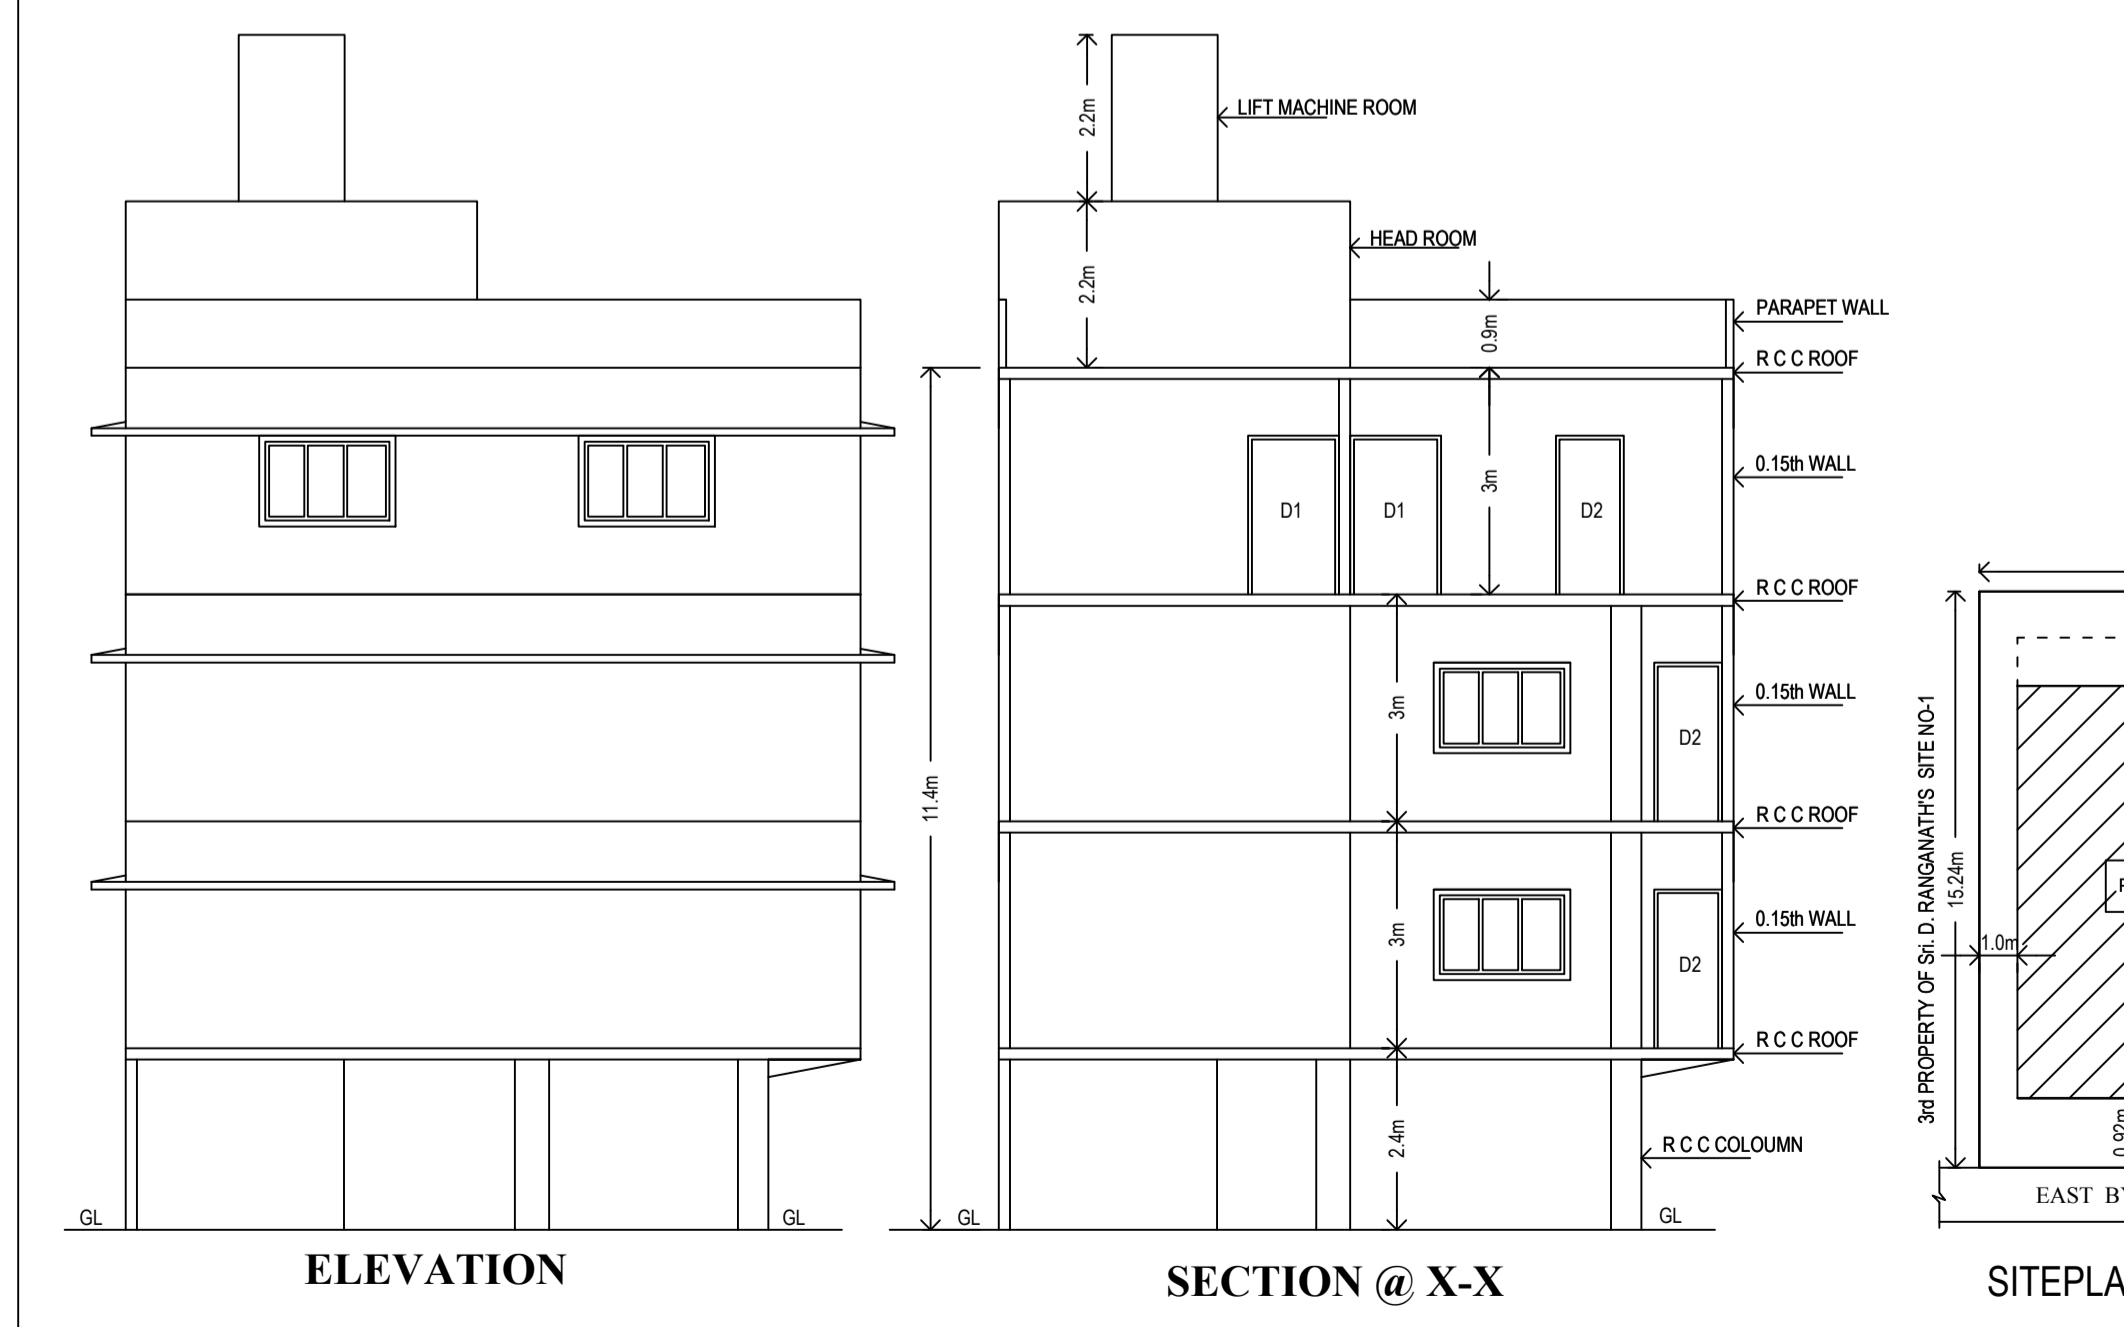 2.2m
LIFT MACHINE ROOM
HEAD ROOM
2.2m
0.9m
PARAPET WALL
R C C ROOF
3m
0.15th WALL
D1
D1
D2
R C C ROOF
3m
0.15th WALL
D2
11.4m
R C C ROOF
3m
0.15th WALL
D2
R C C ROOF
2.4m
R C C COLOUMN
GL
GL
GL
GL
ELEVATION
SECTION @ X-X
3rd PROPERTY OF Sri. D. RANGANATH'S SITE NO-1
15.24m
1.0m
0.92m
EAST
SITEPLA